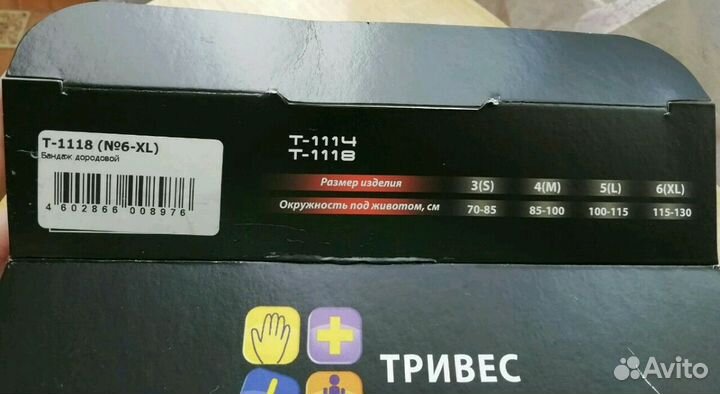 T-1118 (№6-XL)
Бандаж дородовой
4 602866 008976
T-1114
T-1118
Размер изделия 3(S) 4(M) 5(L) 6(XL)
Окружность под животом, см 70-85 85-100 100-115 115-130
ТРИВЕС
Avito